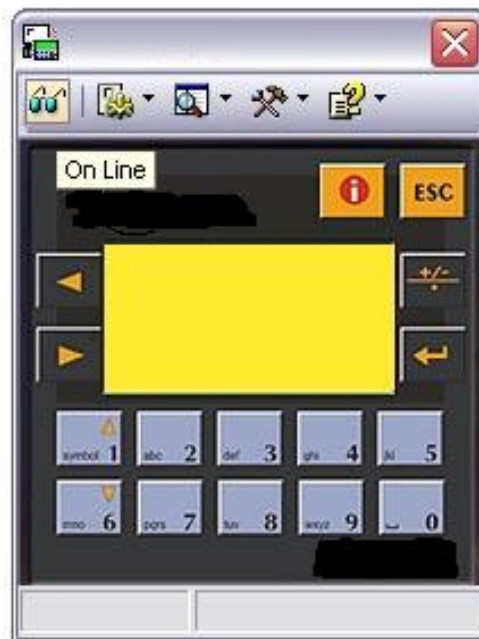 On Line
ESC
+/-
symbol 1 abc 2 def 3 ghi 4 jkl 5
mno 6 pqrs 7 tuv 8 wxyz 9 0